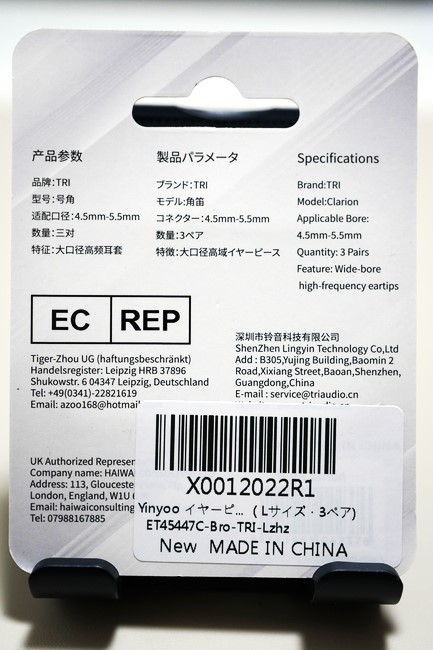 产品参数
品牌:TRI
型号:号角
适配口径:4.5mm-5.5mm
数量:三对
特征:大口径高频耳套
製品パラメータ
ブランド:TRI
モデル:角笛
コネクター:4.5mm-5.5mm
数量:3ペア
特徴:大口径高域イヤーピース
Specifications
Brand:TRI
Model:Clarion
Applicable Bore:
4.5mm-5.5mm
Quantity: 3 Pairs
Feature: Wide-bore
high-frequency eartips
EC REP
Tiger-Zhou UG (haftungsbeschränkt)
Handelsregister: Leipzig HRB 37896
Shukowstr. 6 04347 Leipzig, Deutschland
Tel: +49(0341)-22821619
Email: azoo168@hotmail
深圳市铃音科技有限公司
ShenZhen Lingyin Technology Co,Ltd
Add : B305,Yujing Building,Baomin 2
Road,Xixiang Street,Baoan,Shenzhen,
Guangdong,China
E-mail : service@triaudio.cn
UK Authorized Represen
Company name: HAIWA
Address: 113, Glouceste
London, England, W1U 6
Email: haiwaiconsulting
Tel: 07988167885
X0012022R1
Yinyoo イヤーピ... (Lサイズ・3ペア)
ET45447C-Bro-TRI-Lzhz
New MADE IN CHINA